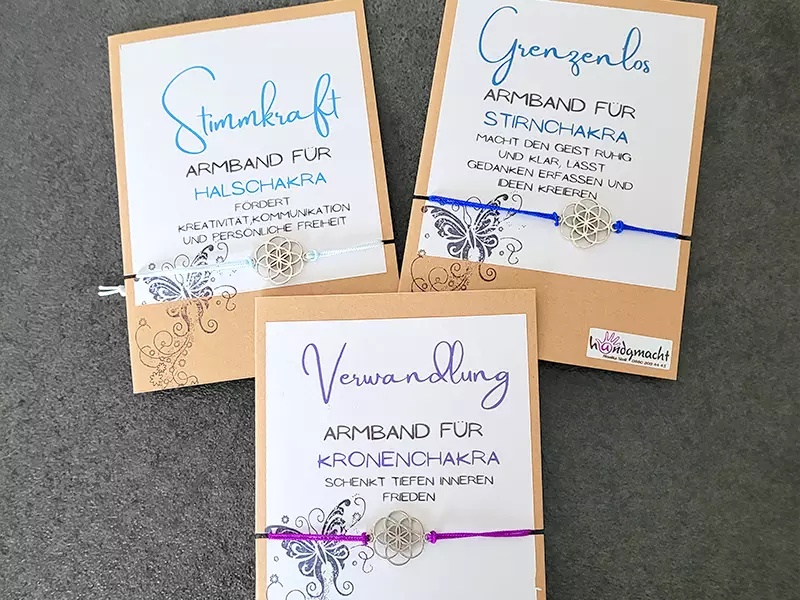 Stimmkraft
ARMBAND FÜR
HALSCHAKRA
FÖRDERT
KREATIVITÄT,KOMMUNIKATION
UND PERSÖNLICHE FREIHEIT
Grenzenlos
ARMBAND FÜR
STIRNCHAKRA
MACHT DEN GEIST RUHIG
UND KLAR, LÄSST
GEDANKEN ERFASSEN UND
IDEEN KREIEREN
handgmacht
Verwandlung
ARMBAND FÜR
KRONENCHAKRA
SCHENKT TIEFEN INNEREN
FRIEDEN